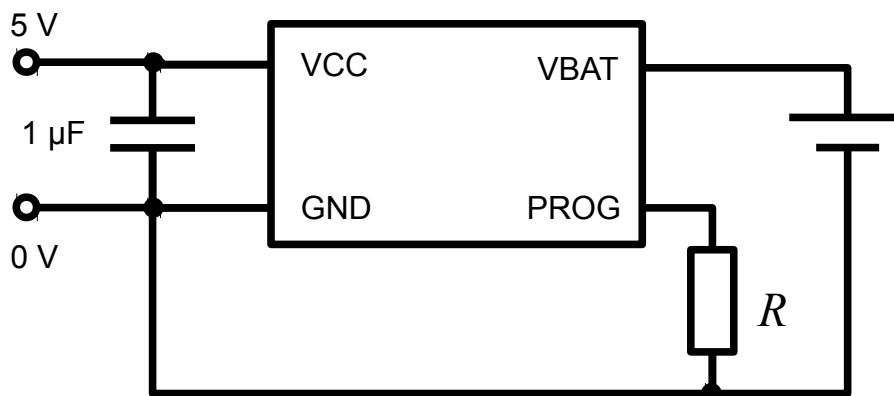 5 V
VCC
VBAT
1 µF
GND
PROG
0 V
R